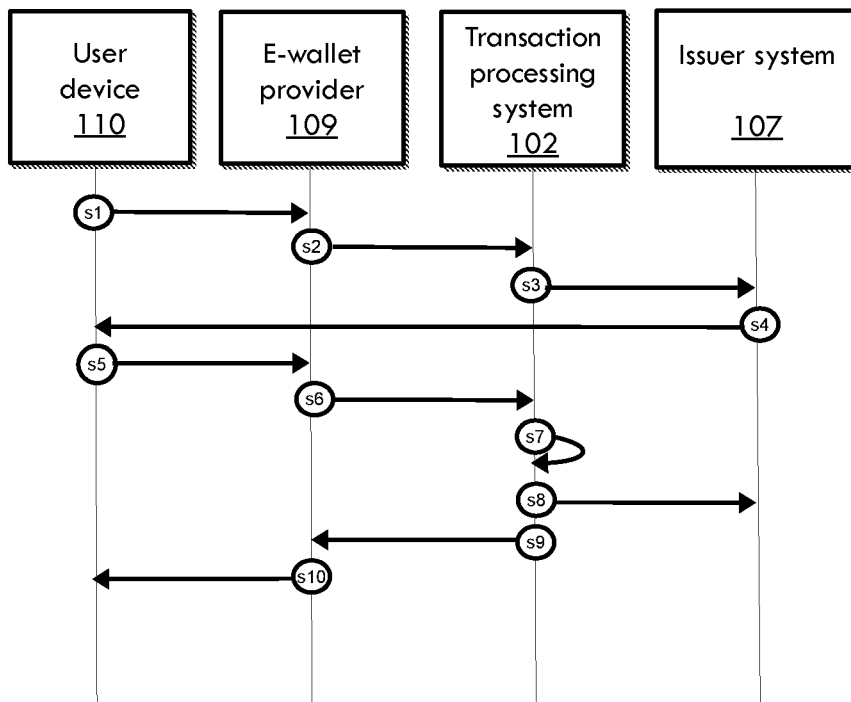 User
device
110
E-wallet
provider
109
Transaction
processing
system
102
Issuer system
107
s1
s2
s3
s4
s5
s6
s7
s8
s9
s10